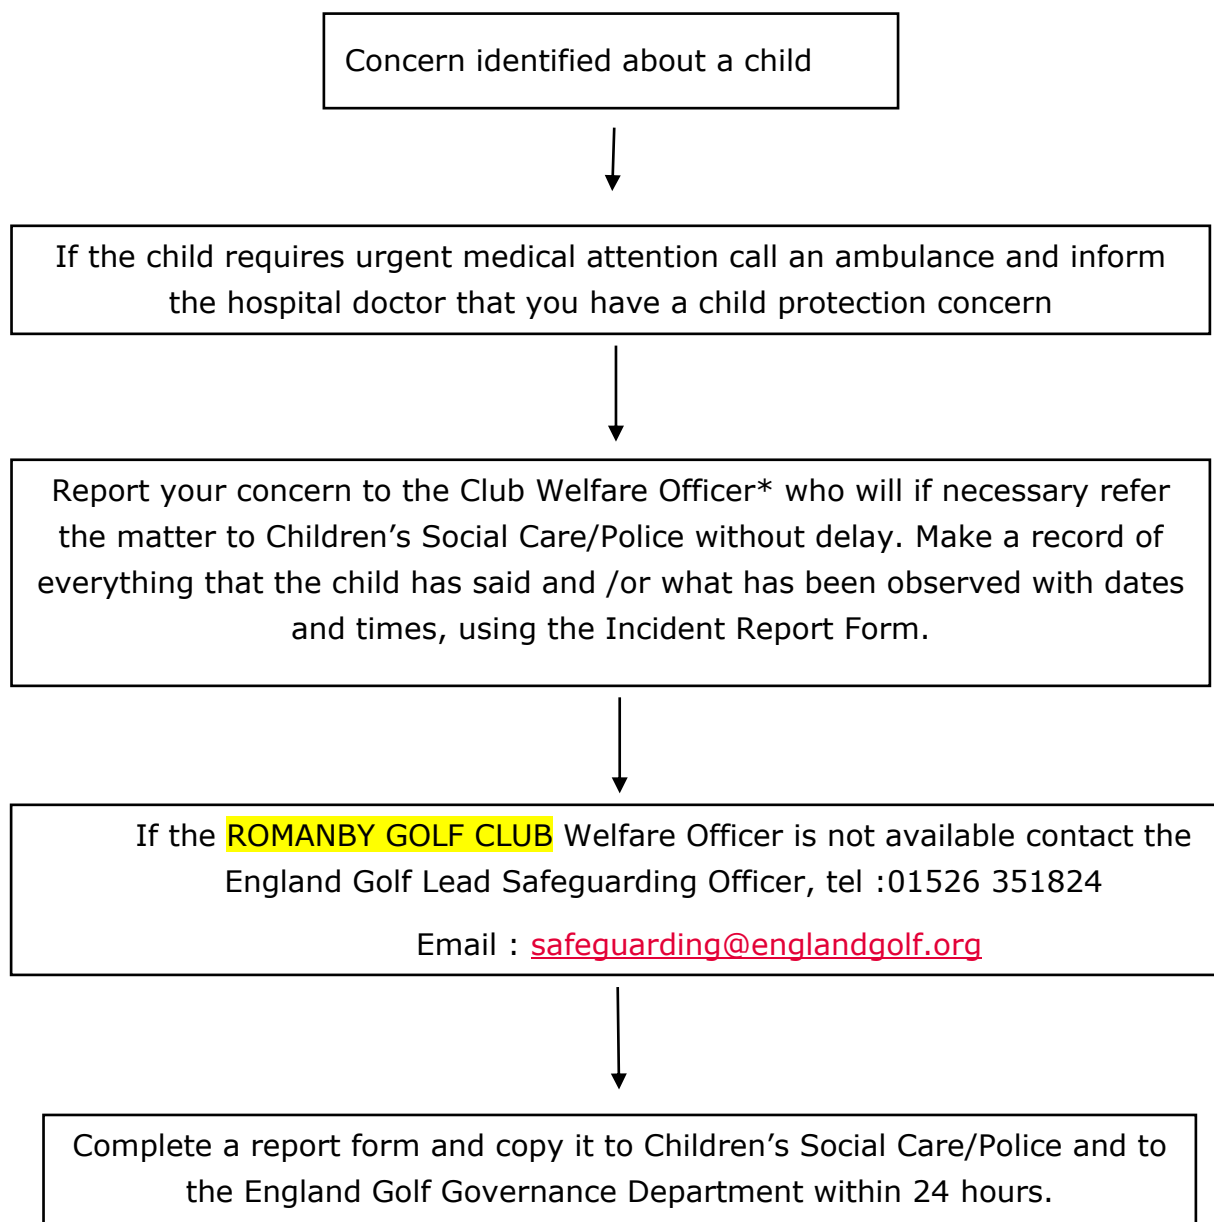 Concern identified about a child
If the child requires urgent medical attention call an ambulance and inform
the hospital doctor that you have a child protection concern
Report your concern to the Club Welfare Officer* who will if necessary refer
the matter to Children’s Social Care/Police without delay. Make a record of
everything that the child has said and /or what has been observed with dates
and times, using the Incident Report Form.
If the ROMANBY GOLF CLUB Welfare Officer is not available contact the
England Golf Lead Safeguarding Officer, tel :01526 351824
Email : safeguarding@englandgolf.org
Complete a report form and copy it to Children’s Social Care/Police and to
the England Golf Governance Department within 24 hours.